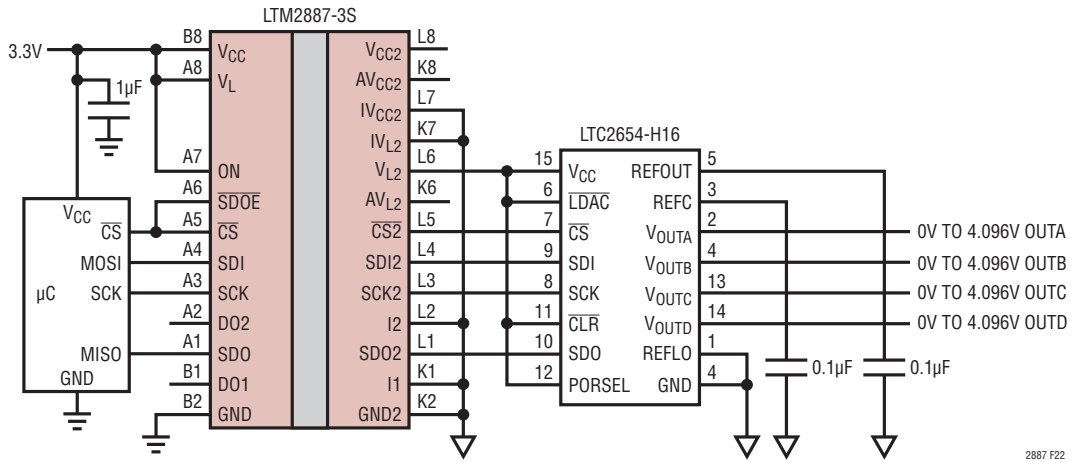 LTM2887-3S
3.3V
1µF
B8 VCC
A8 VL
A7 ON
A6 SDOE
A5 CS
A4 SDI
A3 SCK
A2 DO2
A1 SDO
B1 DO1
B2 GND
µC
VCC
CS
MOSI
SCK
MISO
GND
VCC2 L8
AVCC2 K8
IVCC2 L7
IVL2 K7
VL2 L6
AVL2 K6
CS2 L5
SDI2 L4
SCK2 L3
I2 L2
SDO2 L1
I1 K1
GND2 K2
LTC2654-H16
15 VCC
6 LDAC
7 CS
9 SDI
8 SCK
11 CLR
10 SDO
12 PORSEL
REFOUT 5
REFC 3
VOUTA 2
VOUTB 4
VOUTC 13
VOUTD 14
REFLO 1
GND 4
0V TO 4.096V OUTA
0V TO 4.096V OUTB
0V TO 4.096V OUTC
0V TO 4.096V OUTD
0.1µF
0.1µF
2887 F22